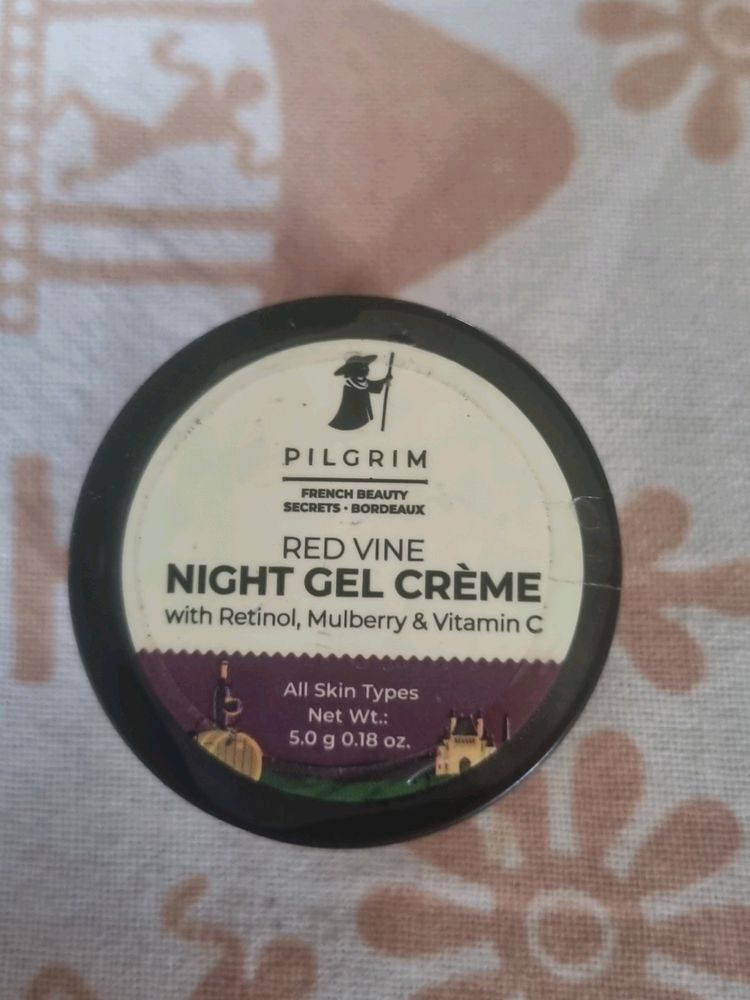 PILGRIM
FRENCH BEAUTY
SECRETS • BORDEAUX
RED VINE
NIGHT GEL CRÈME
with Retinol, Mulberry & Vitamin C
All Skin Types
Net Wt.:
5.0 g 0.18 oz.